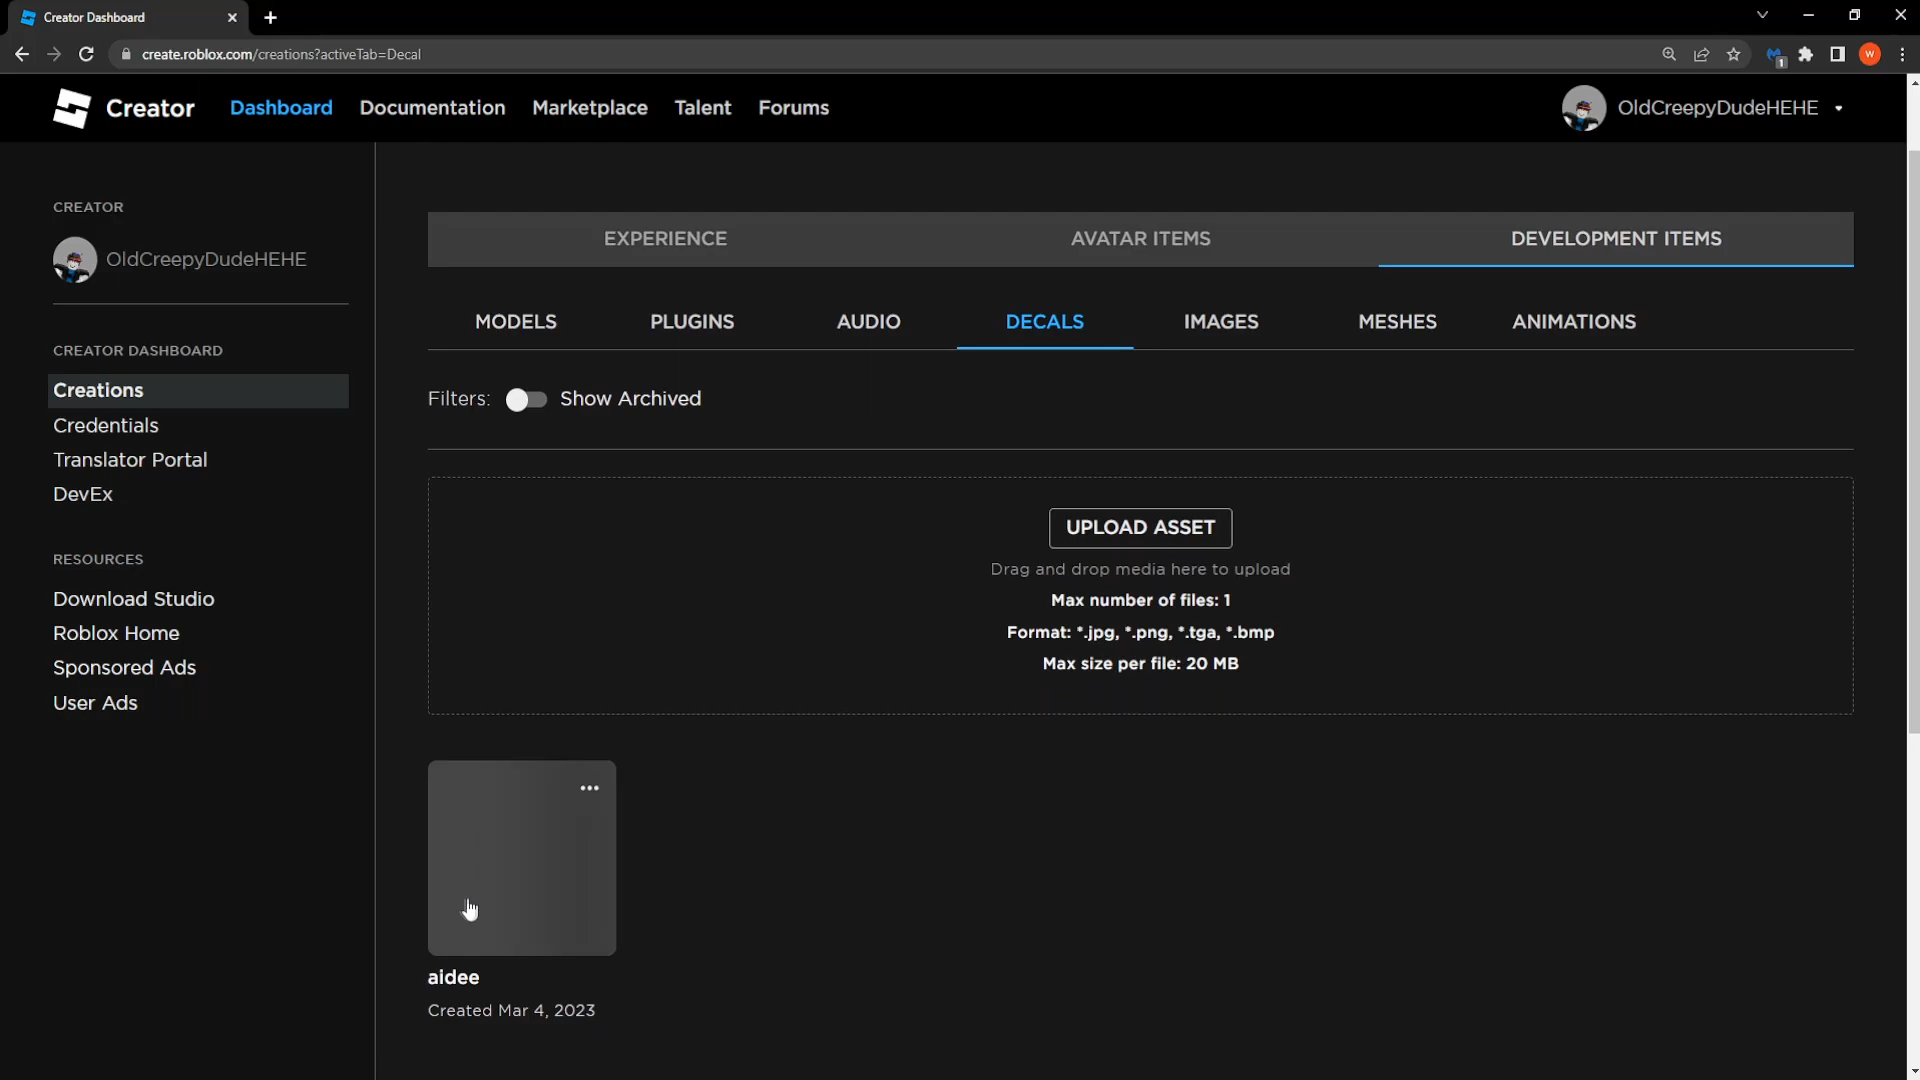 Creator Dashboard
create.roblox.com/creations?activeTab=Decal
1
W
Creator Dashboard Documentation Marketplace Talent Forums OldCreepyDudeHEHE
CREATOR
OldCreepyDudeHEHE
CREATOR DASHBOARD
Creations
Credentials
Translator Portal
DevEx
RESOURCES
Download Studio
Roblox Home
Sponsored Ads
User Ads
EXPERIENCE AVATAR ITEMS DEVELOPMENT ITEMS
MODELS PLUGINS AUDIO DECALS IMAGES MESHES ANIMATIONS
Filters: Show Archived
UPLOAD ASSET
Drag and drop media here to upload
Max number of files: 1
Format: *.jpg, *.png, *.tga, *.bmp
Max size per file: 20 MB
aidee
Created Mar 4, 2023